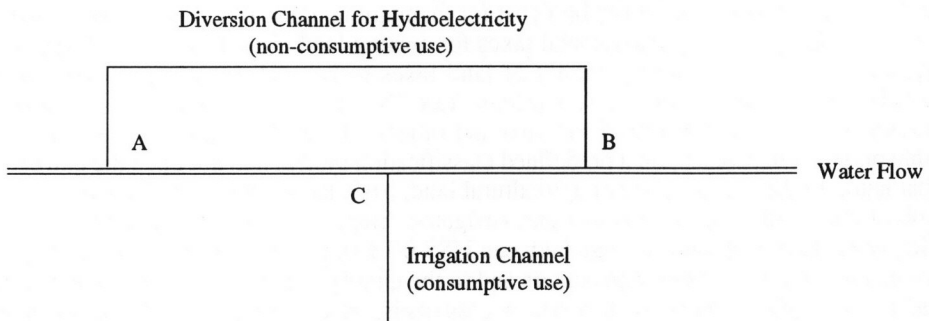 Diversion Channel for Hydroelectricity
(non-consumptive use)
A
B
Water Flow
C
Irrigation Channel
(consumptive use)